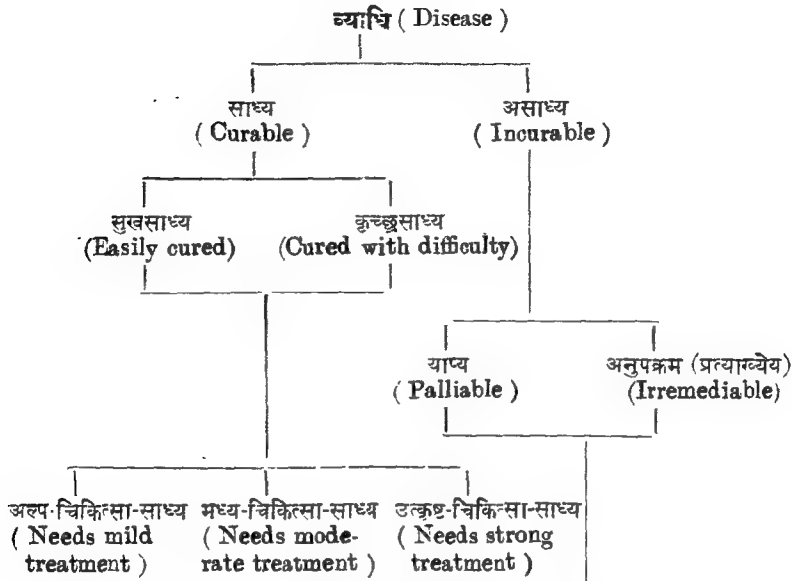 व्याधि ( Disease )
साध्य असाध्य
( Curable ) ( Incurable )
सुखसाध्य कृच्छ्रसाध्य
(Easily cured) (Cured with difficulty)
याप्य अनुपक्रम (प्रत्याख्येय)
( Palliable ) (Irremediable)
अल्प-चिकित्सा-साध्य मध्य-चिकित्सा-साध्य उत्कृष्ट-चिकित्सा-साध्य
( Needs mild ( Needs mode- ( Needs strong
treatment ) rate treatment ) treatment )